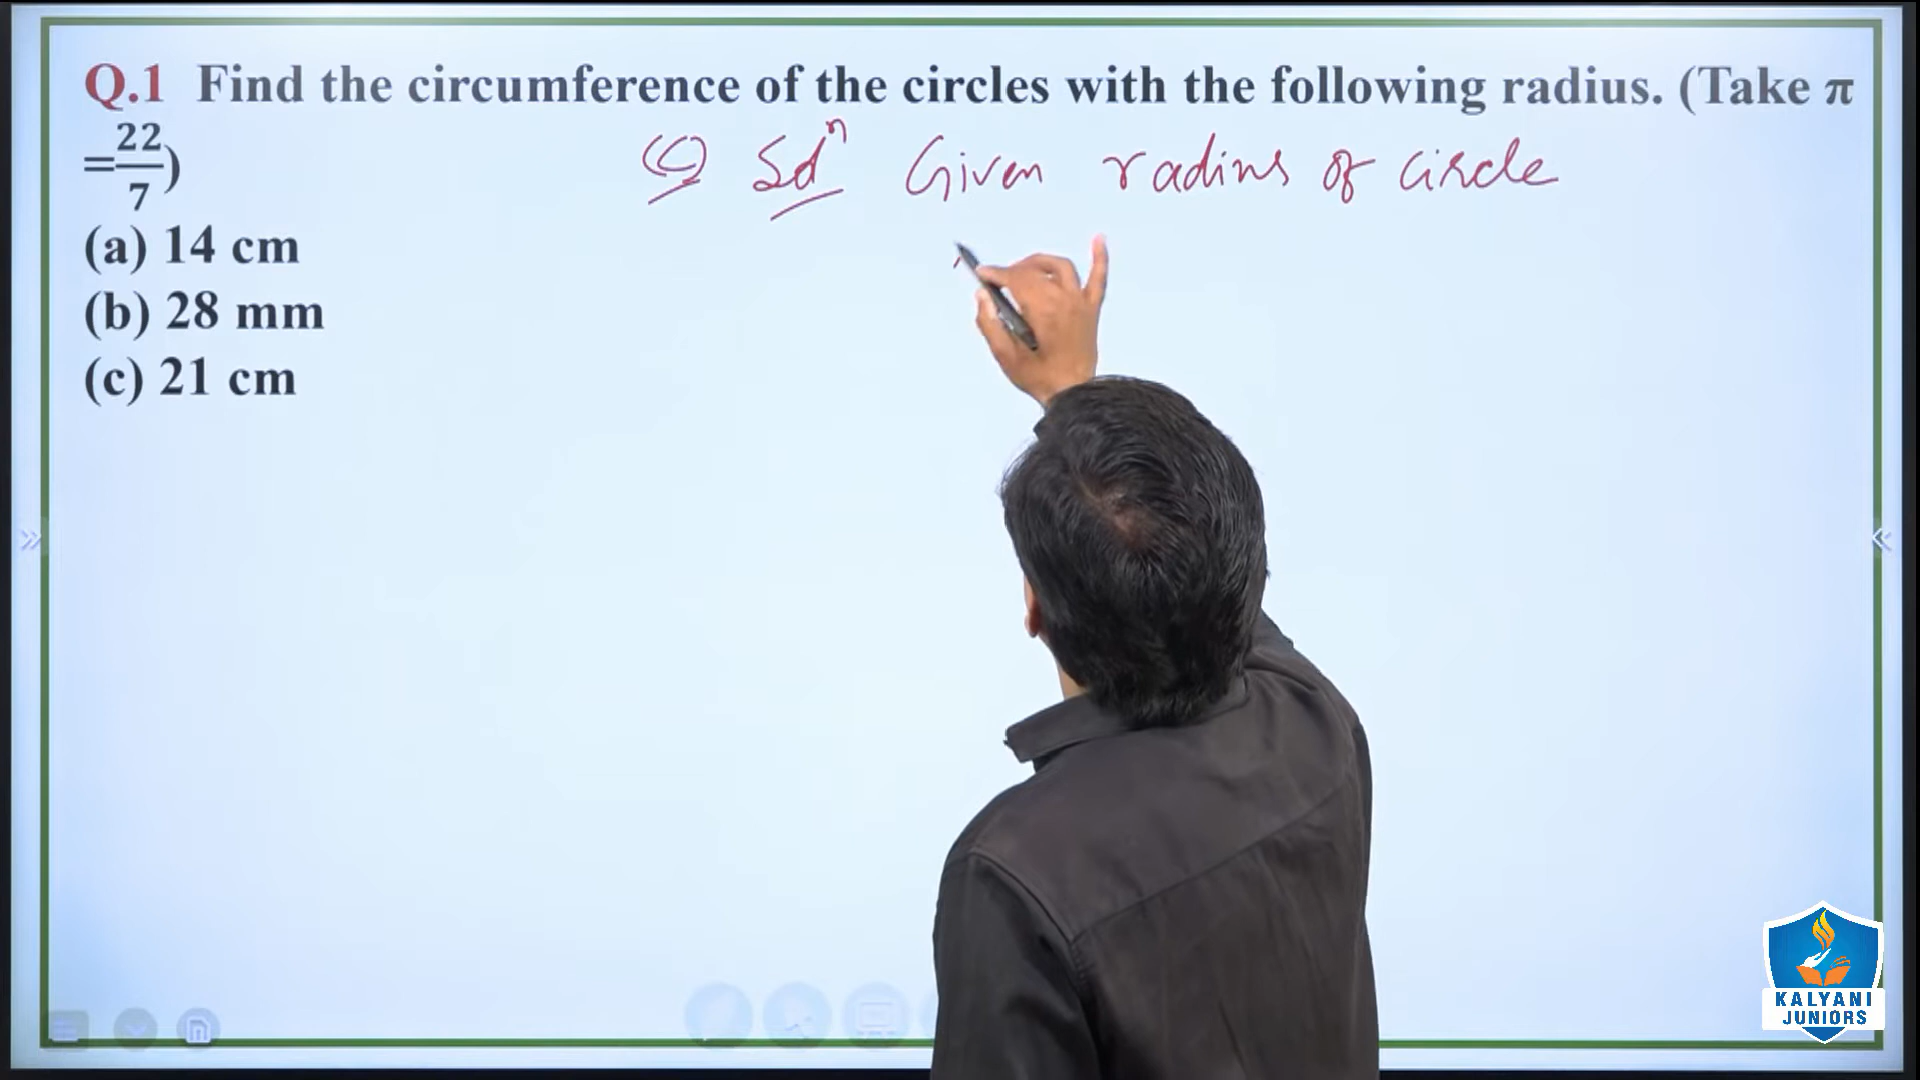 Q.1 Find the circumference of the circles with the following radius. (Take π
=22/7)
(c) Solⁿ Given radius of circle
(a) 14 cm
(b) 28 mm
(c) 21 cm
KALYANI
JUNIORS